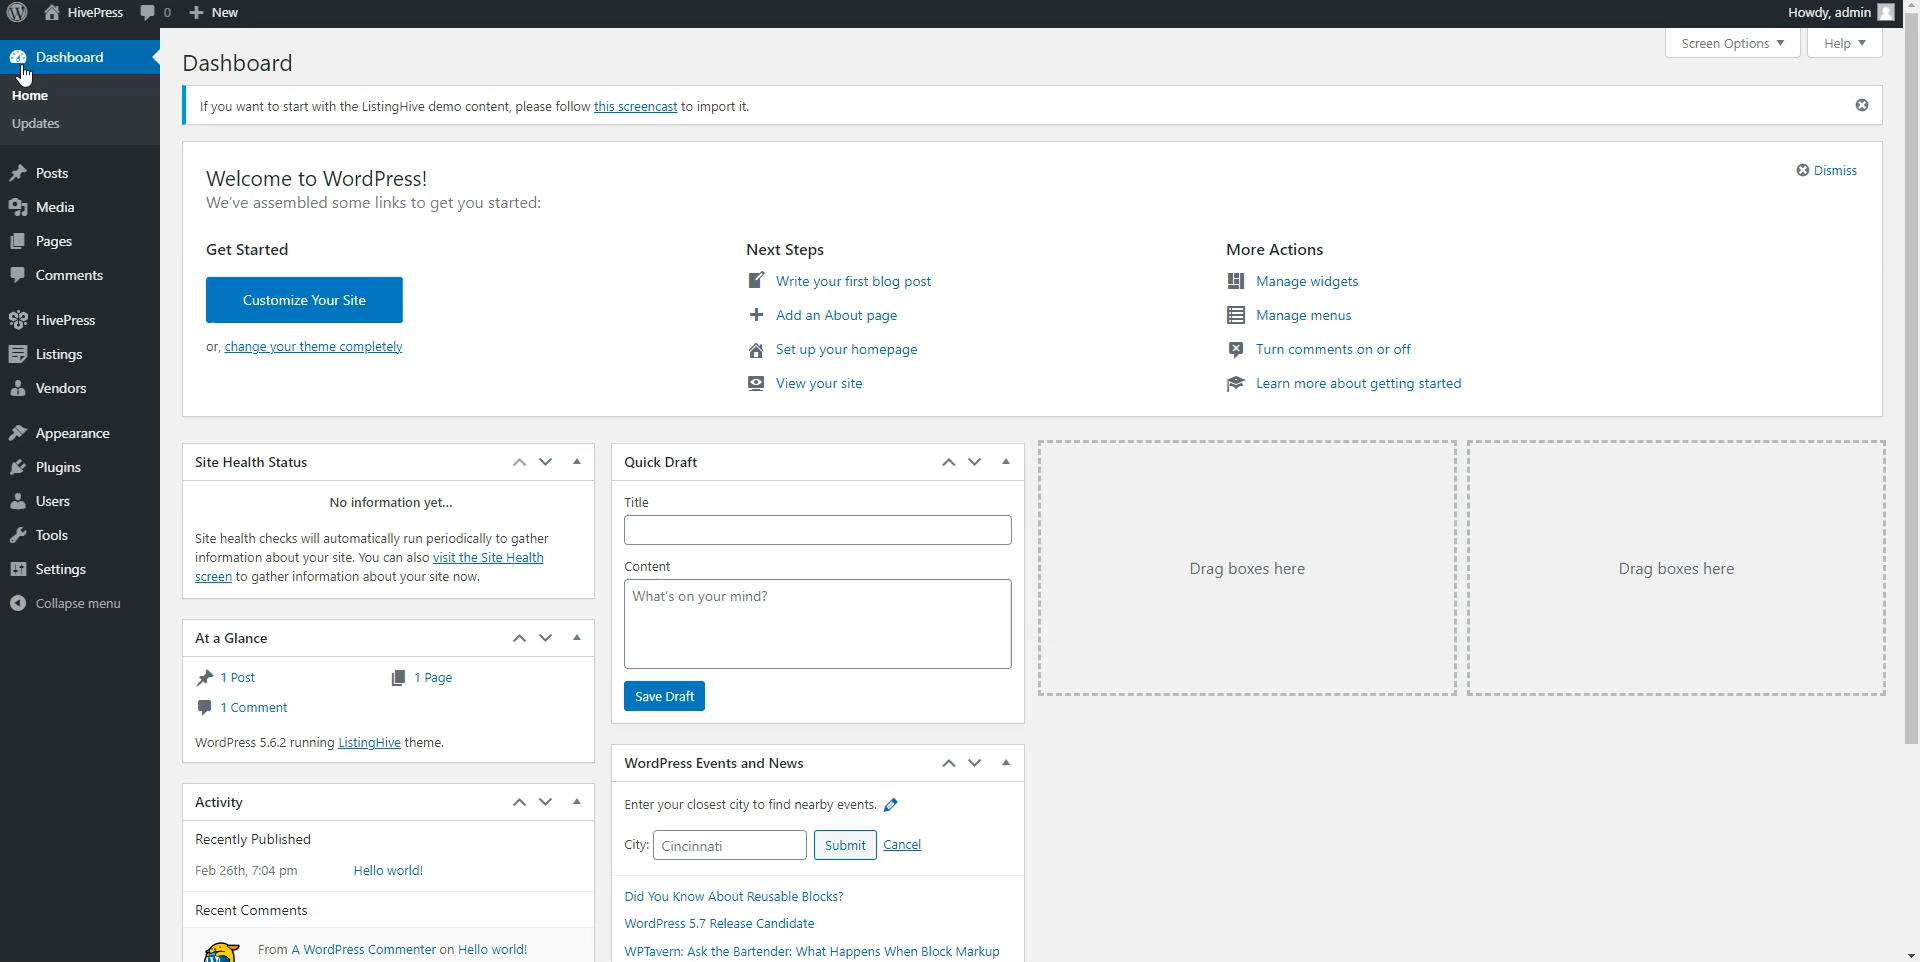 HivePress
0
New
Howdy, admin
Dashboard
Home
Updates
Posts
Media
Pages
Comments
HivePress
Listings
Vendors
Appearance
Plugins
Users
Tools
Settings
Collapse menu
Screen Options
Help
Dashboard
If you want to start with the ListingHive demo content, please follow this screencast to import it.
Welcome to WordPress!
We've assembled some links to get you started:
Dismiss
Get Started
Customize Your Site
or, change your theme completely
Next Steps
Write your first blog post
Add an About page
Set up your homepage
View your site
More Actions
Manage widgets
Manage menus
Turn comments on or off
Learn more about getting started
Site Health Status
No information yet...
Site health checks will automatically run periodically to gather
information about your site. You can also visit the Site Health
screen to gather information about your site now.
At a Glance
1 Post
1 Page
1 Comment
WordPress 5.6.2 running ListingHive theme.
Activity
Recently Published
Feb 26th, 7:04 pm Hello world!
Recent Comments
From A WordPress Commenter on Hello world!
Quick Draft
Title
Content
What's on your mind?
Save Draft
WordPress Events and News
Enter your closest city to find nearby events.
City: Cincinnati Submit Cancel
Did You Know About Reusable Blocks?
WordPress 5.7 Release Candidate
WPTavern: Ask the Bartender: What Happens When Block Markup
Drag boxes here
Drag boxes here